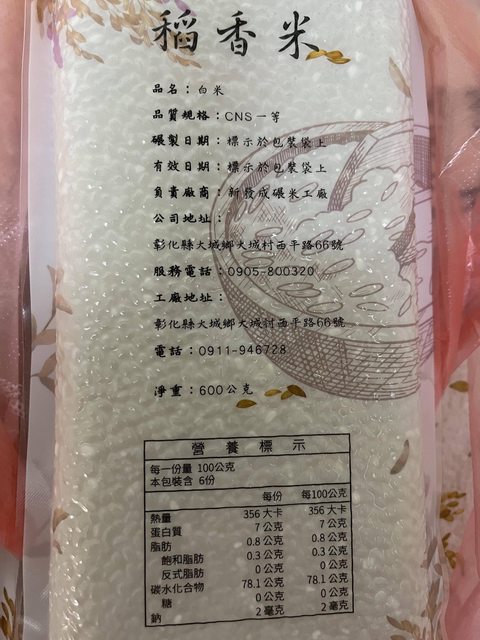 稻香米
品名：白米
品質規格：CNS一等
碾製日期：標示於包裝袋上
有效日期：標示於包裝袋上
負責廠商：新發成碾米工廠
公司地址：
彰化縣大城鄉大城村西平路66號
服務電話：0905-800320
工廠地址：
彰化縣大城鄉大城村西平路66號
電話：0911-946728
淨重：600公克
營養標示
每一份量 100公克
本包裝含 6份
每份 每100公克
熱量 356 大卡 356 大卡
蛋白質 7 公克 7 公克
脂肪 0.8 公克 0.8 公克
飽和脂肪 0.3 公克 0.3 公克
反式脂肪 0 公克 0 公克
碳水化合物 78.1 公克 78.1 公克
糖 0 公克 0 公克
鈉 2 毫克 2 毫克